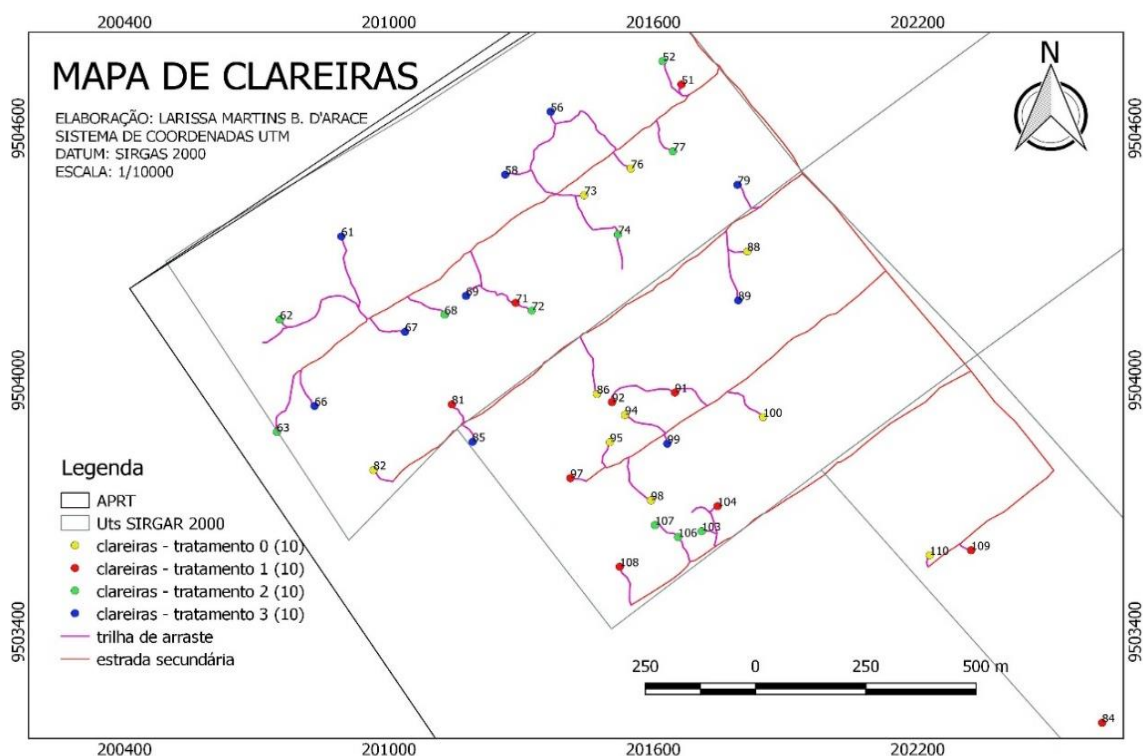 200400 201000 201600 202200
MAPA DE CLAREIRAS
ELABORAÇÃO: LARISSA MARTINS B. D'ARACE
SISTEMA DE COORDENADAS UTM
DATUM: SIRGAS 2000
ESCALA: 1/10000
N
9504600
9504600
52
51
56
77
76
58
79
73
74
61
88
69
89
71
72
62
68
67
9504000
9504000
86
91
92
81
66
94
100
63
95
99
85
82
97
98
104
107
103
106
108
110
109
84
Legenda
APRT
Uts SIRGAR 2000
clareiras - tratamento 0 (10)
clareiras - tratamento 1 (10)
clareiras - tratamento 2 (10)
clareiras - tratamento 3 (10)
trilha de arraste
estrada secundária
9503400
9503400
250 0 250 500 m
200400 201000 201600 202200